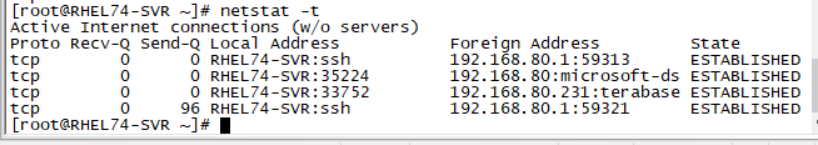 [root@RHEL74-SVR ~]# netstat -t
Active Internet connections (w/o servers)
Proto Recv-Q Send-Q Local Address Foreign Address State
tcp 0 0 RHEL74-SVR:ssh 192.168.80.1:59313 ESTABLISHED
tcp 0 0 RHEL74-SVR:35224 192.168.80:microsoft-ds ESTABLISHED
tcp 0 0 RHEL74-SVR:33752 192.168.80.231:terabase ESTABLISHED
tcp 0 96 RHEL74-SVR:ssh 192.168.80.1:59321 ESTABLISHED
[root@RHEL74-SVR ~]#